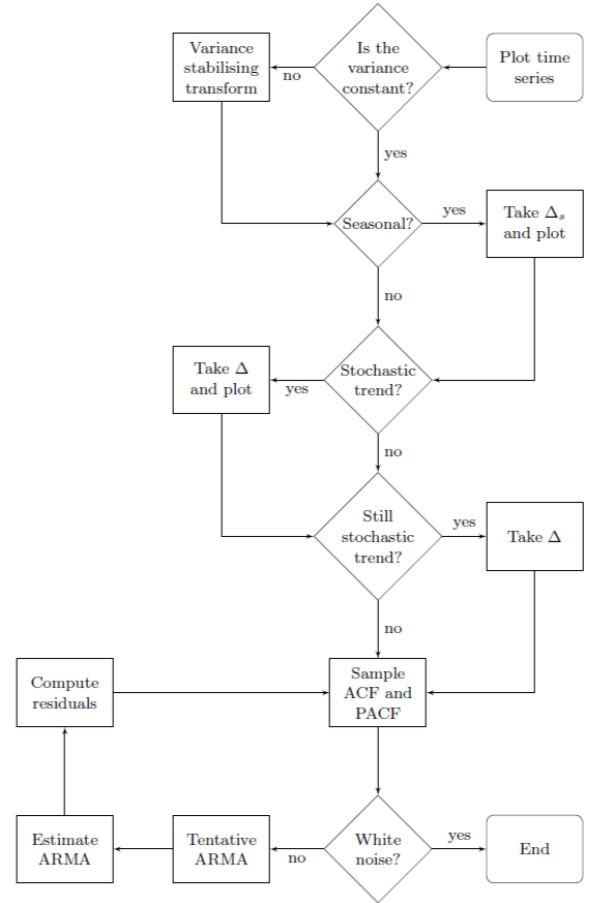 Plot time
series
Is the
variance
constant?
no
Variance
stabilising
transform
yes
Seasonal?
yes
Take Δₛ
and plot
no
Stochastic
trend?
yes
Take Δ
and plot
no
Still
stochastic
trend?
yes
Take Δ
no
Sample
ACF and
PACF
Compute
residuals
White
noise?
yes
End
no
Tentative
ARMA
Estimate
ARMA